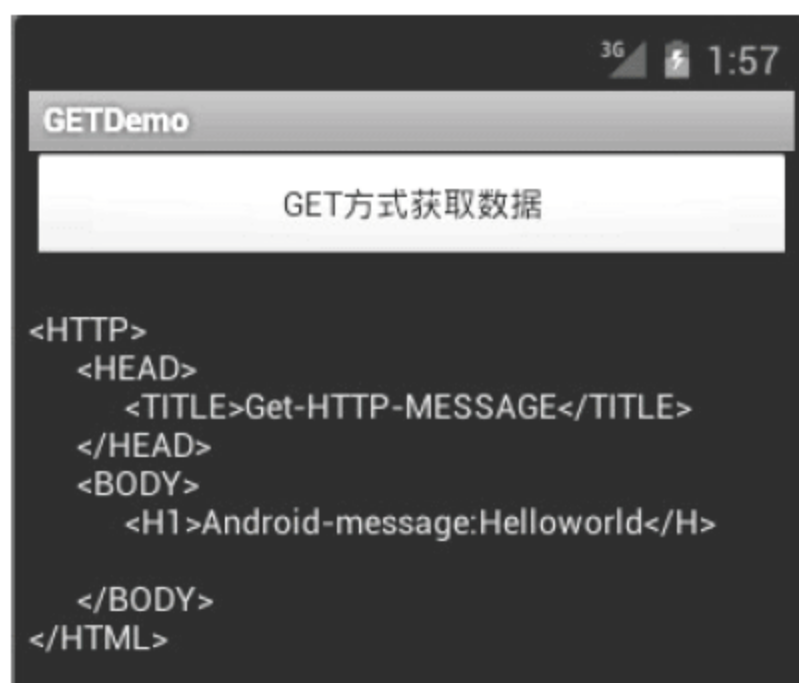 3G 1:57
GETDemo
GET方式获取数据
<HTTP>
<HEAD>
<TITLE>Get-HTTP-MESSAGE</TITLE>
</HEAD>
<BODY>
<H1>Android-message:Helloworld</H>
</BODY>
</HTML>